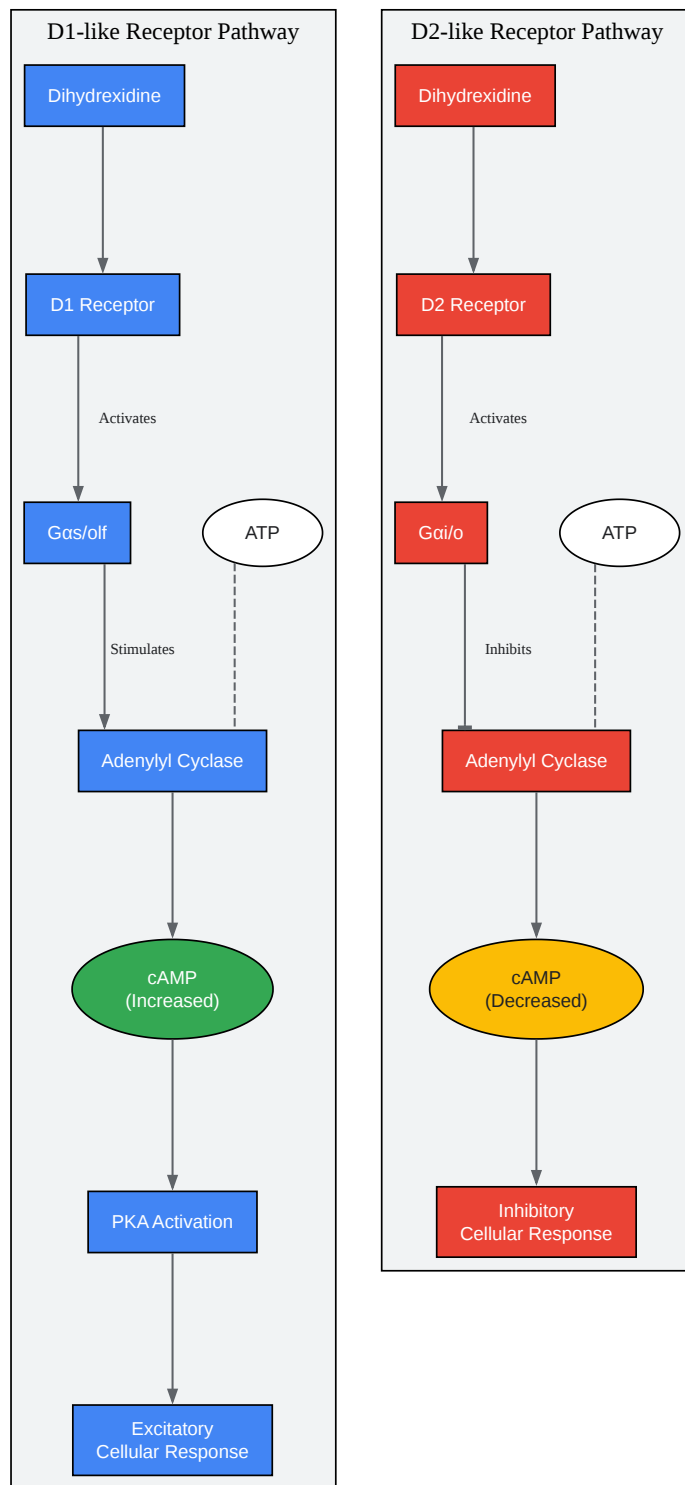 D1-like Receptor Pathway
Dihydrexidine
D1 Receptor
Activates
Gαs/olf
ATP
Stimulates
Adenylyl Cyclase
cAMP
(Increased)
PKA Activation
Excitatory
Cellular Response
D2-like Receptor Pathway
Dihydrexidine
D2 Receptor
Activates
Gαi/o
ATP
Inhibits
Adenylyl Cyclase
cAMP
(Decreased)
Inhibitory
Cellular Response